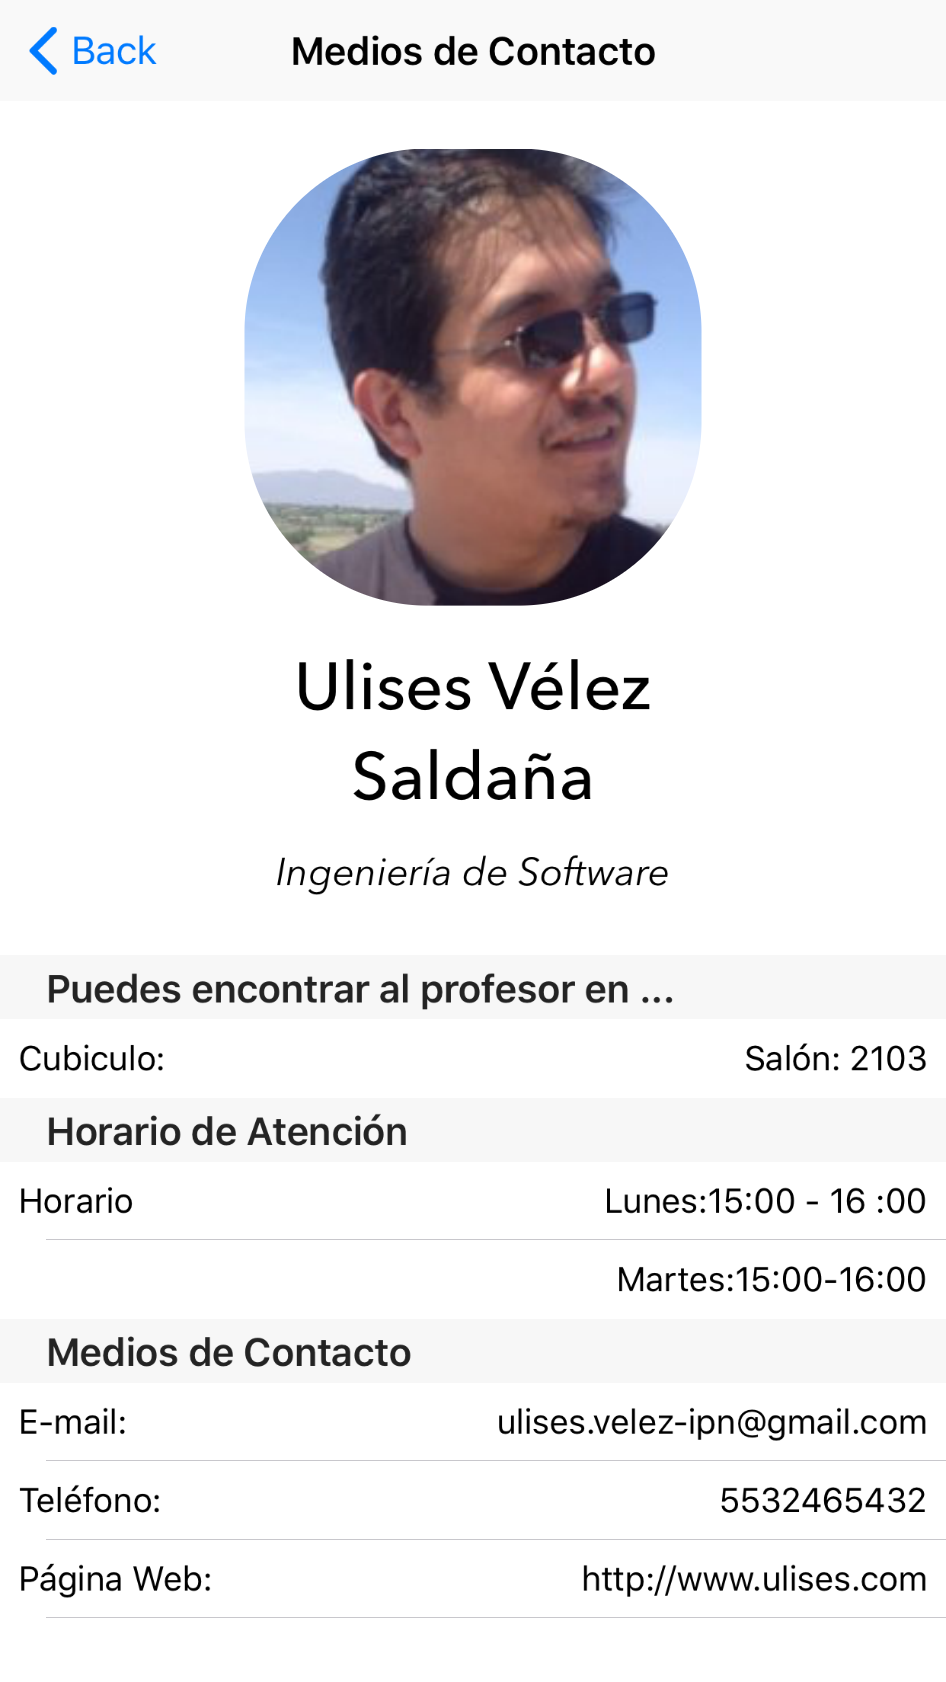 Back
Medios de Contacto
Ulises Vélez
Saldaña
Ingeniería de Software
Puedes encontrar al profesor en ...
Cubiculo: Salón: 2103
Horario de Atención
Horario Lunes:15:00 - 16 :00
Martes:15:00-16:00
Medios de Contacto
E-mail: ulises.velez-ipn@gmail.com
Teléfono: 5532465432
Página Web: http://www.ulises.com